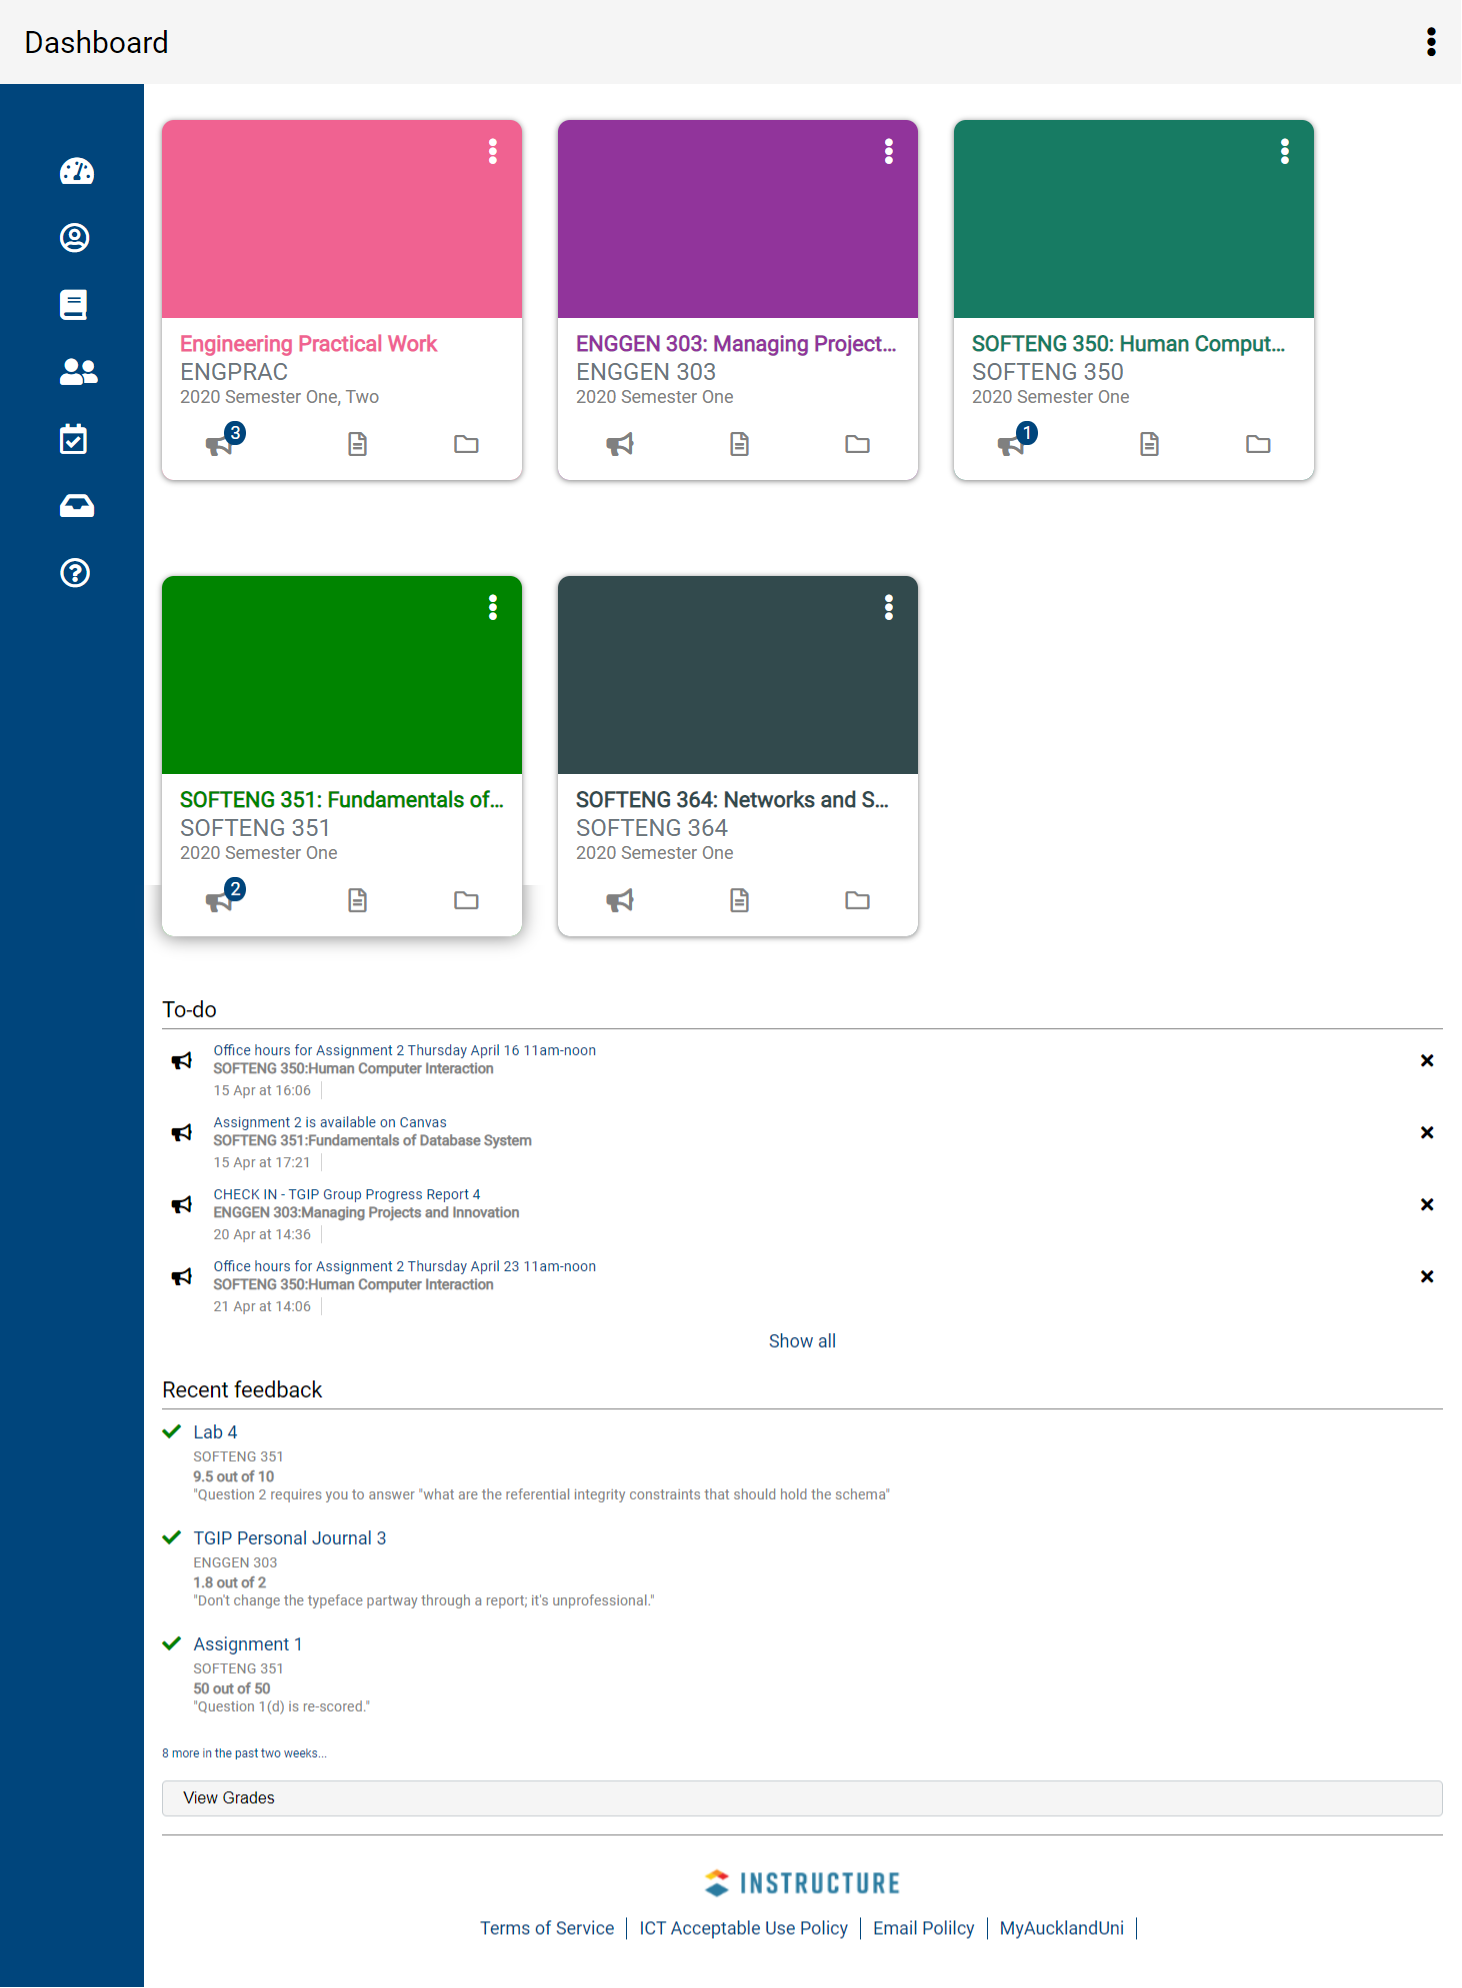 Dashboard
Engineering Practical Work
ENGPRAC
2020 Semester One, Two
3
ENGGEN 303: Managing Project...
ENGGEN 303
2020 Semester One
SOFTENG 350: Human Comput...
SOFTENG 350
2020 Semester One
1
SOFTENG 351: Fundamentals of...
SOFTENG 351
2020 Semester One
2
SOFTENG 364: Networks and S...
SOFTENG 364
2020 Semester One
To-do
Office hours for Assignment 2 Thursday April 16 11am-noon
SOFTENG 350:Human Computer Interaction
15 Apr at 16:06
Assignment 2 is available on Canvas
SOFTENG 351:Fundamentals of Database System
15 Apr at 17:21
CHECK IN - TGIP Group Progress Report 4
ENGGEN 303:Managing Projects and Innovation
20 Apr at 14:36
Office hours for Assignment 2 Thursday April 23 11am-noon
SOFTENG 350:Human Computer Interaction
21 Apr at 14:06
Show all
Recent feedback
Lab 4
SOFTENG 351
9.5 out of 10
"Question 2 requires you to answer "what are the referential integrity constraints that should hold the schema"
TGIP Personal Journal 3
ENGGEN 303
1.8 out of 2
"Don't change the typeface partway through a report; it's unprofessional."
Assignment 1
SOFTENG 351
50 out of 50
"Question 1(d) is re-scored."
8 more in the past two weeks...
View Grades
INSTRUCTURE
Terms of Service
ICT Acceptable Use Policy
Email Polilcy
MyAucklandUni